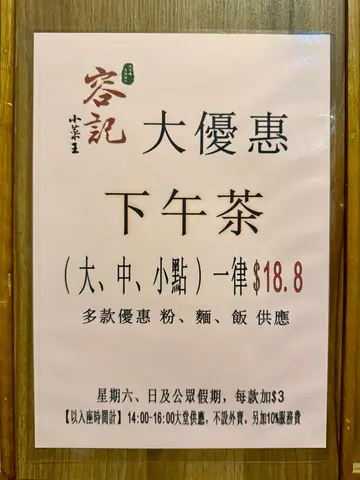 容記
小菜王
大優惠
下午茶
(大、中、小點) 一律$18.8
多款優惠 粉、麵、飯 供應
星期六、日及公眾假期，每款加$3
【以入座時間計】14:00-16:00大堂供應，不設外賣。另加10%服務費